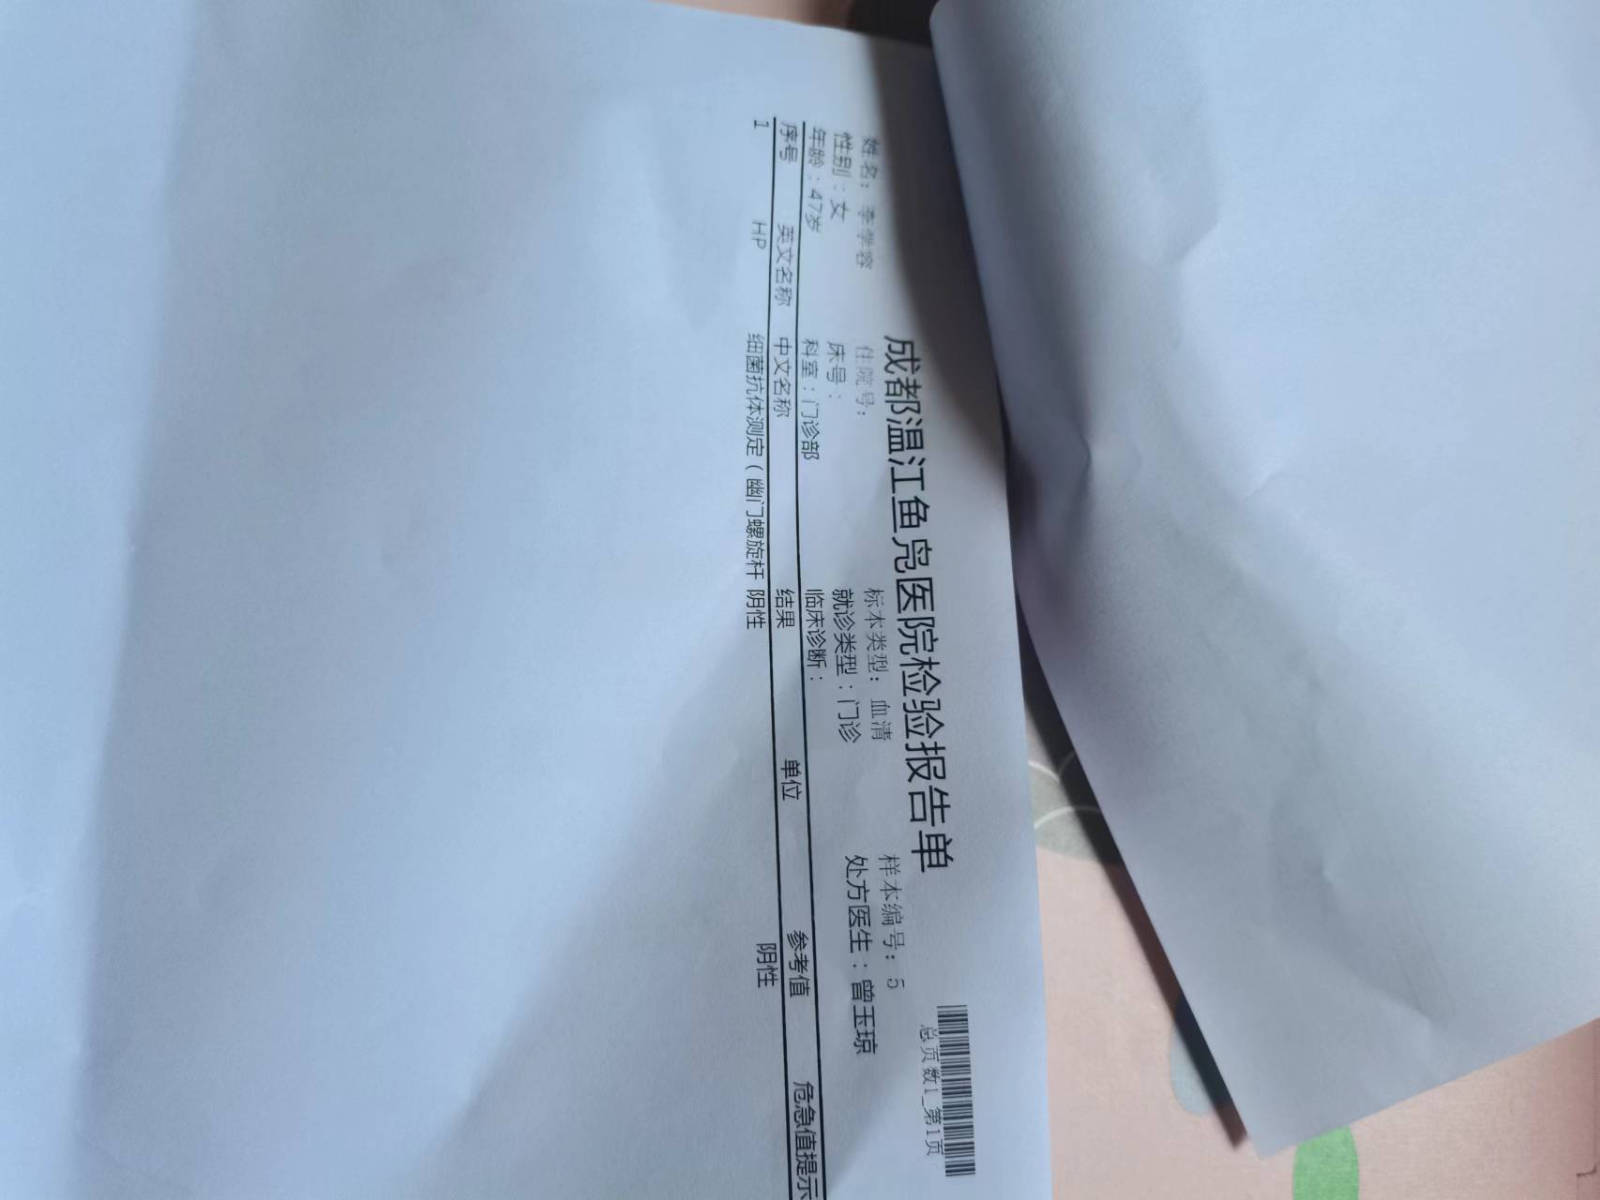 成都温江鱼凫医院检验报告单
总页数1_第1页
姓名: 李学容 住院号: 标本类型: 血清 样本编号: 5
性别:女 床号: 就诊类型:门诊 处方医生:曾玉琼
年龄:47岁 科室:门诊部 临床诊断:
序号 英文名称 中文名称 结果 单位 参考值 危急值提示
1 HP 细菌抗体测定(幽门螺旋杆 阴性 阴性